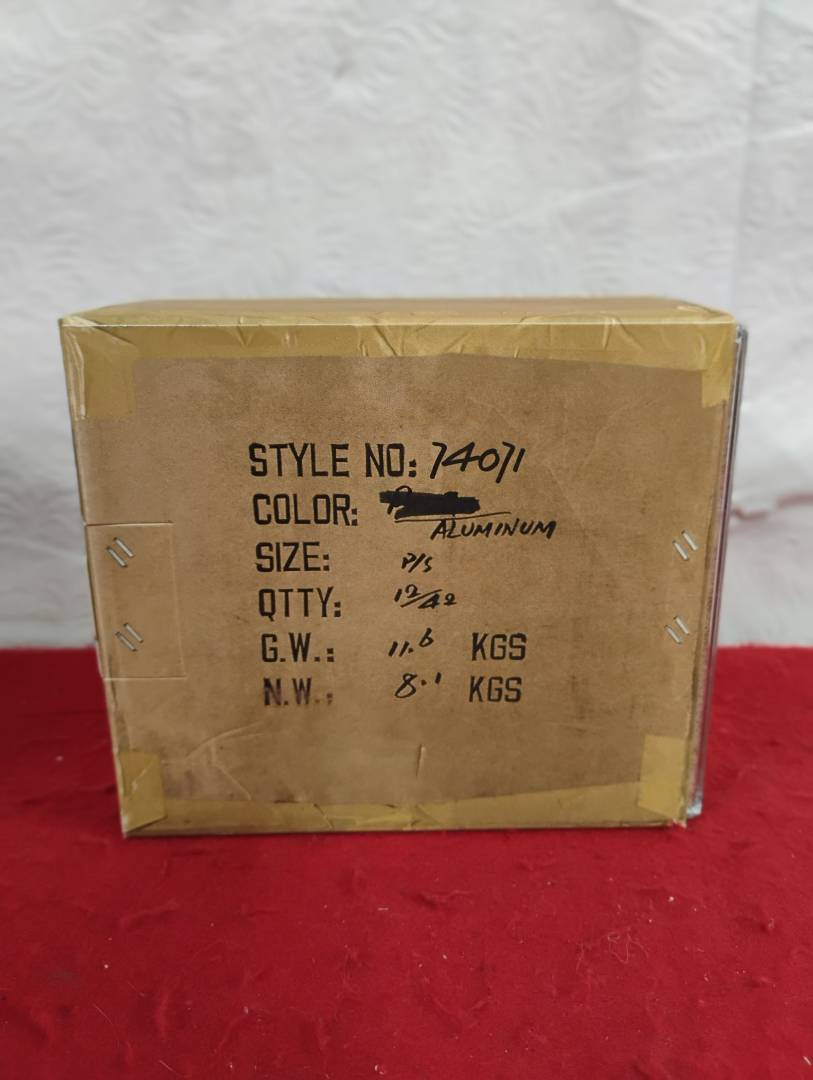 STYLE NO: 74071
COLOR:
ALUMINUM
SIZE: P/S
QTTY: 12/42
G.W.: 11.6 KGS
N.W.: 8.1 KGS